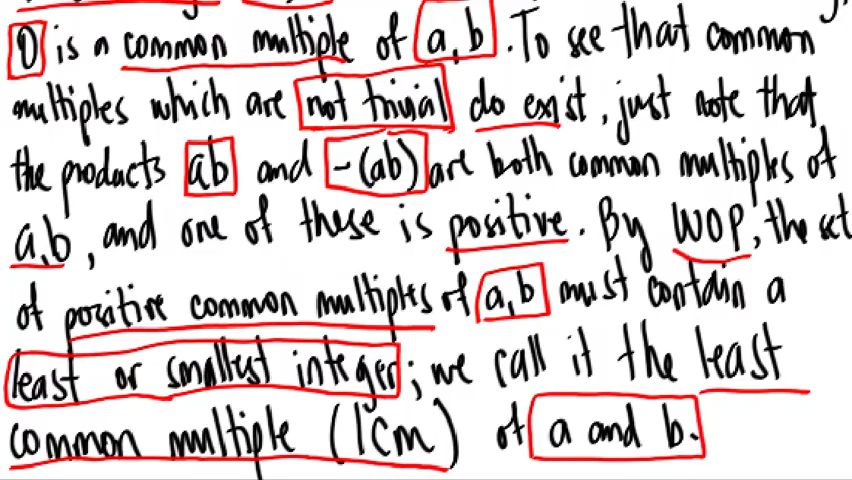 0 is a common multiple of a, b. To see that common
multiples which are not trivial do exist, just note that
the products ab and -(ab) are both common multiples of
a, b, and one of these is positive. By WOP, the set
of positive common multiples of a, b must contain a
least or smallest integer; we call it the least
common multiple (lcm) of a and b.